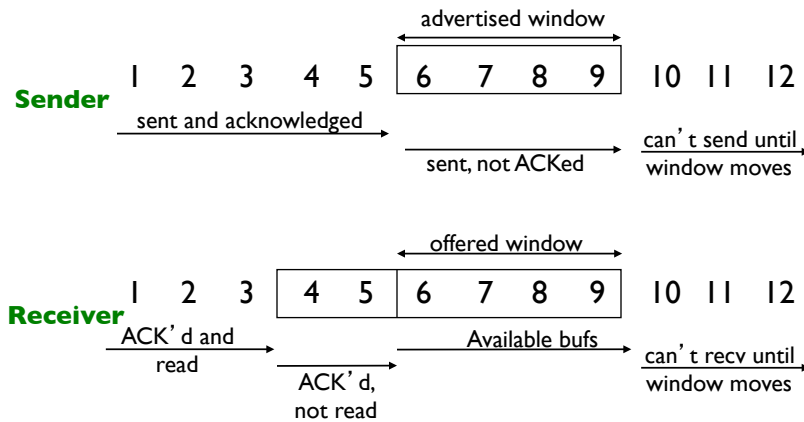 advertised window
1 2 3 4 5 6 7 8 9 10 11 12
Sender
sent and acknowledged
sent, not ACKed
can't send until
window moves
offered window
1 2 3 4 5 6 7 8 9 10 11 12
Receiver
ACK'd and
read
ACK'd,
not read
Available bufs
can't recv until
window moves